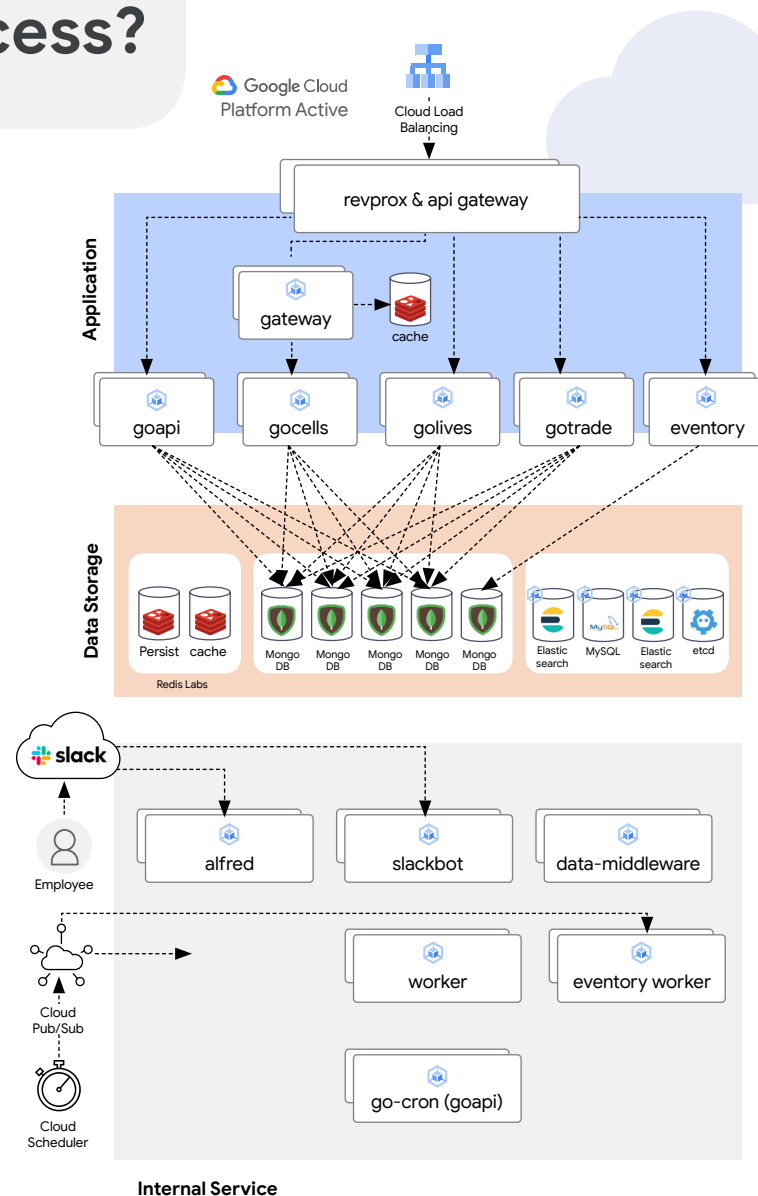 cess?
Google Cloud
Platform Active
Cloud Load
Balancing
revprox & api gateway
Application
gateway
cache
goapi
gocells
golives
gotrade
eventory
Data Storage
Persist
cache
Redis Labs
Mongo
DB
Mongo
DB
Mongo
DB
Mongo
DB
Mongo
DB
Elastic
search
MySQL
MySQL
Elastic
search
etcd
slack
Employee
alfred
slackbot
data-middleware
Cloud
Pub/Sub
worker
eventory worker
Cloud
Scheduler
go-cron (goapi)
Internal Service